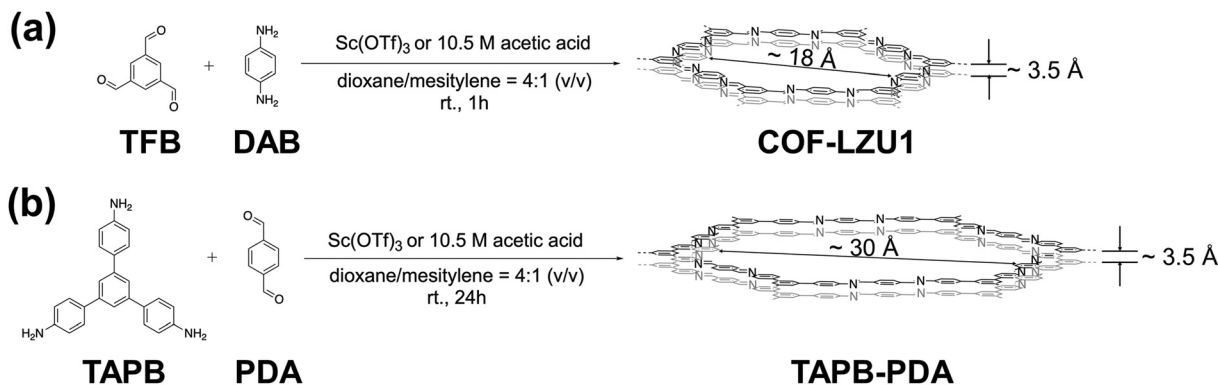 (a)
O
O
O
TFB
+
NH₂
NH₂
DAB
Sc(OTf)₃ or 10.5 M acetic acid
dioxane/mesitylene = 4:1 (v/v)
rt., 1h
~ 18 Å
~ 3.5 Å
COF-LZU1
(b)
NH₂
H₂N
NH₂
TAPB
+
O
O
PDA
Sc(OTf)₃ or 10.5 M acetic acid
dioxane/mesitylene = 4:1 (v/v)
rt., 24h
~ 30 Å
~ 3.5 Å
TAPB-PDA